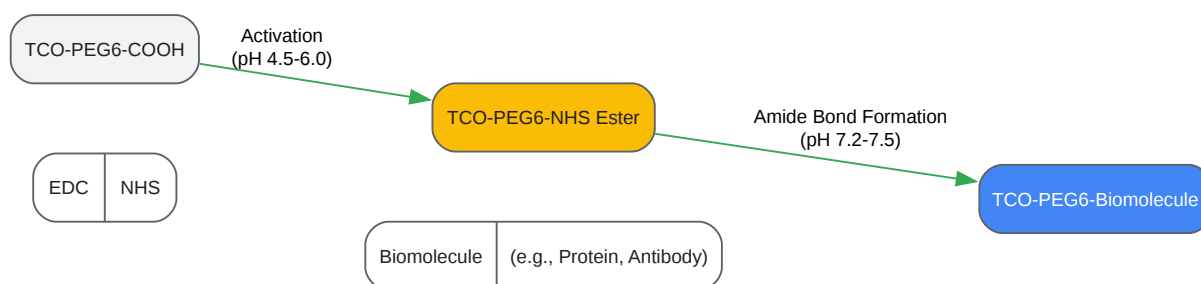 TCO-PEG6-COOH
Activation
(pH 4.5-6.0)
TCO-PEG6-NHS Ester
Amide Bond Formation
(pH 7.2-7.5)
EDC
NHS
TCO-PEG6-Biomolecule
Biomolecule
(e.g., Protein, Antibody)